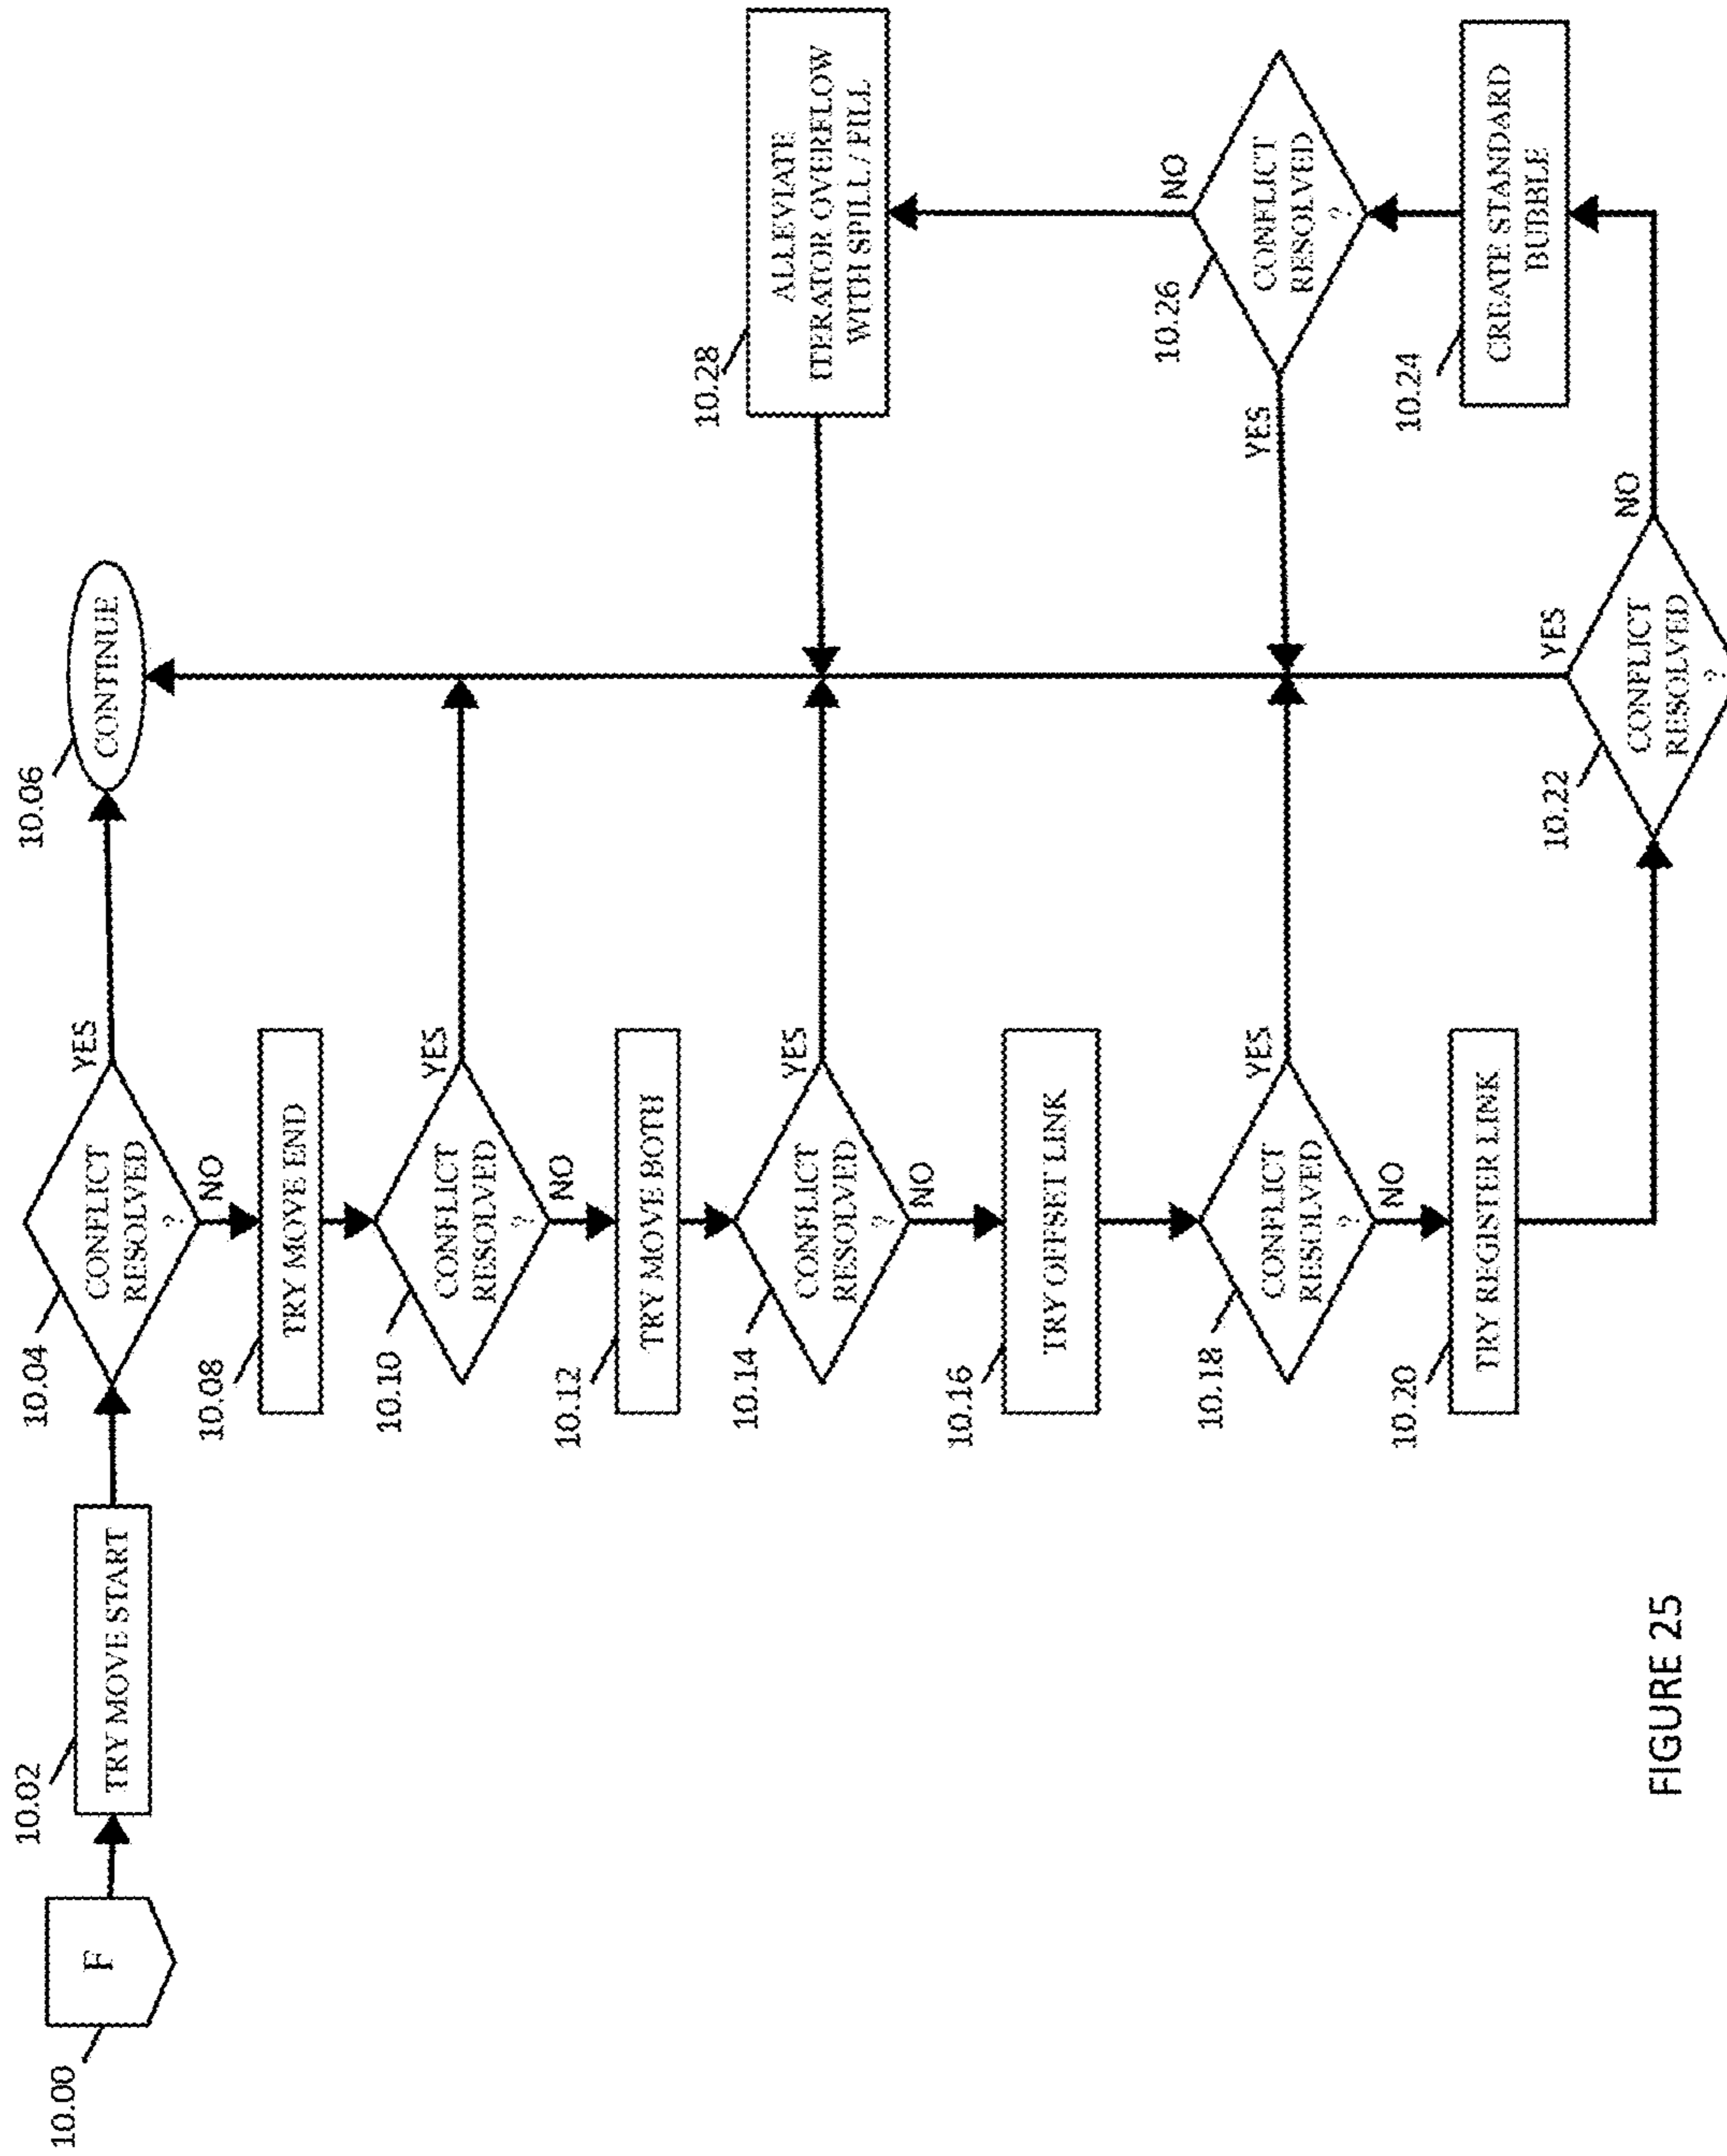 10.00
F
10.02
TRY MOVE START
10.04
CONFLICT
RESOLVED
?
YES
NO
10.06
CONTINUE
10.08
TRY MOVE END
10.10
CONFLICT
RESOLVED
?
YES
NO
10.12
TRY MOVE BOTH
10.14
CONFLICT
RESOLVED
?
YES
NO
10.16
TRY OFFSET LINK
10.18
CONFLICT
RESOLVED
?
YES
NO
10.20
TRY REGISTER LINK
10.22
CONFLICT
RESOLVED
?
YES
NO
10.24
CREATE STANDARD
BUBBLE
10.26
CONFLICT
RESOLVED
?
YES
NO
10.28
ALLEVIATE
ITERATOR OVERFLOW
WITH SPILL / FILL
FIGURE 25